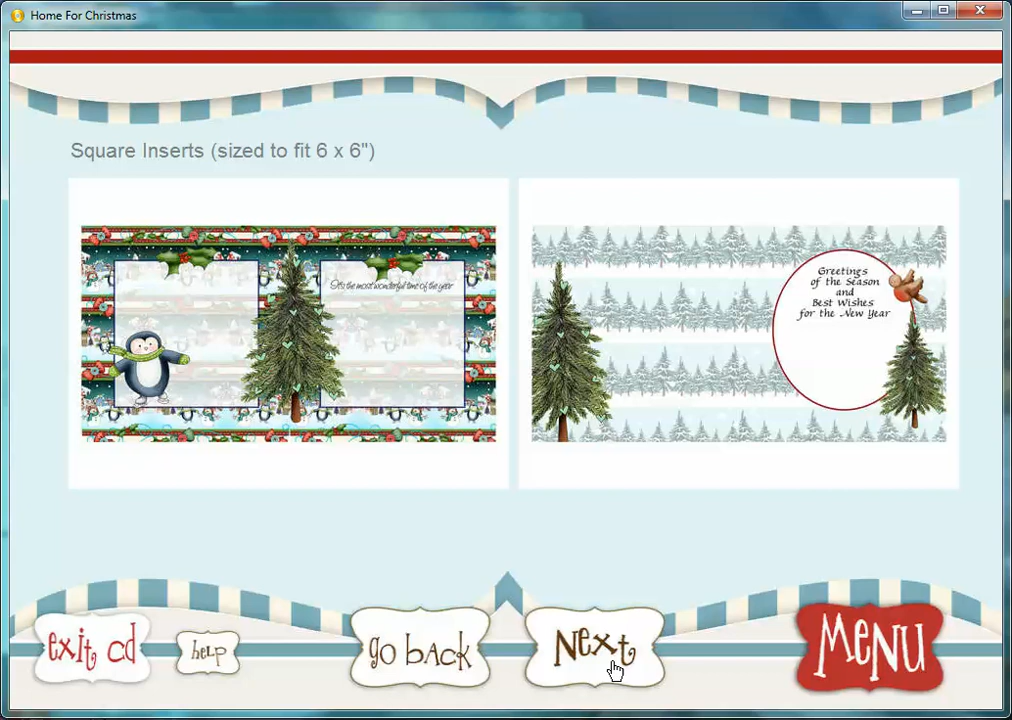 Home For Christmas
Square Inserts (sized to fit 6 x 6")
It's the most wonderful time of the year
Greetings
of the Season
and
Best Wishes
for the New Year
exit cd
help
go back
Next
MENU